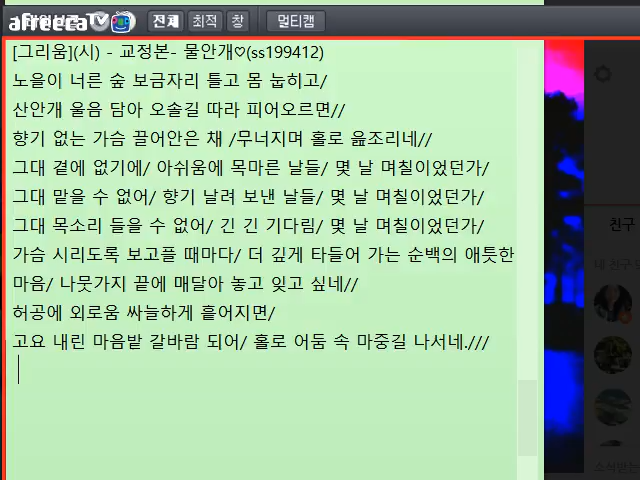 afreeca TV
전체 최적 창 멀티캠
[그리움](시) - 교정본- 물안개♡(ss199412)
노을이 너른 숲 보금자리 틀고 몸 눕히고/
산안개 울음 담아 오솔길 따라 피어오르면//
향기 없는 가슴 끌어안은 채 /무너지며 홀로 읊조리네//
그대 곁에 없기에/ 아쉬움에 목마른 날들/ 몇 날 며칠이었던가/
그대 맡을 수 없어/ 향기 날려 보낸 날들/ 몇 날 며칠이었던가/
그대 목소리 들을 수 없어/ 긴 긴 기다림/ 몇 날 며칠이었던가/
가슴 시리도록 보고플 때마다/ 더 깊게 타들어 가는 순백의 애틋한
마음/ 나뭇가지 끝에 매달아 놓고 잊고 싶네//
허공에 외로움 싸늘하게 흩어지면/
고요 내린 마음밭 갈바람 되어/ 홀로 어둠 속 마중길 나서네.///
친구